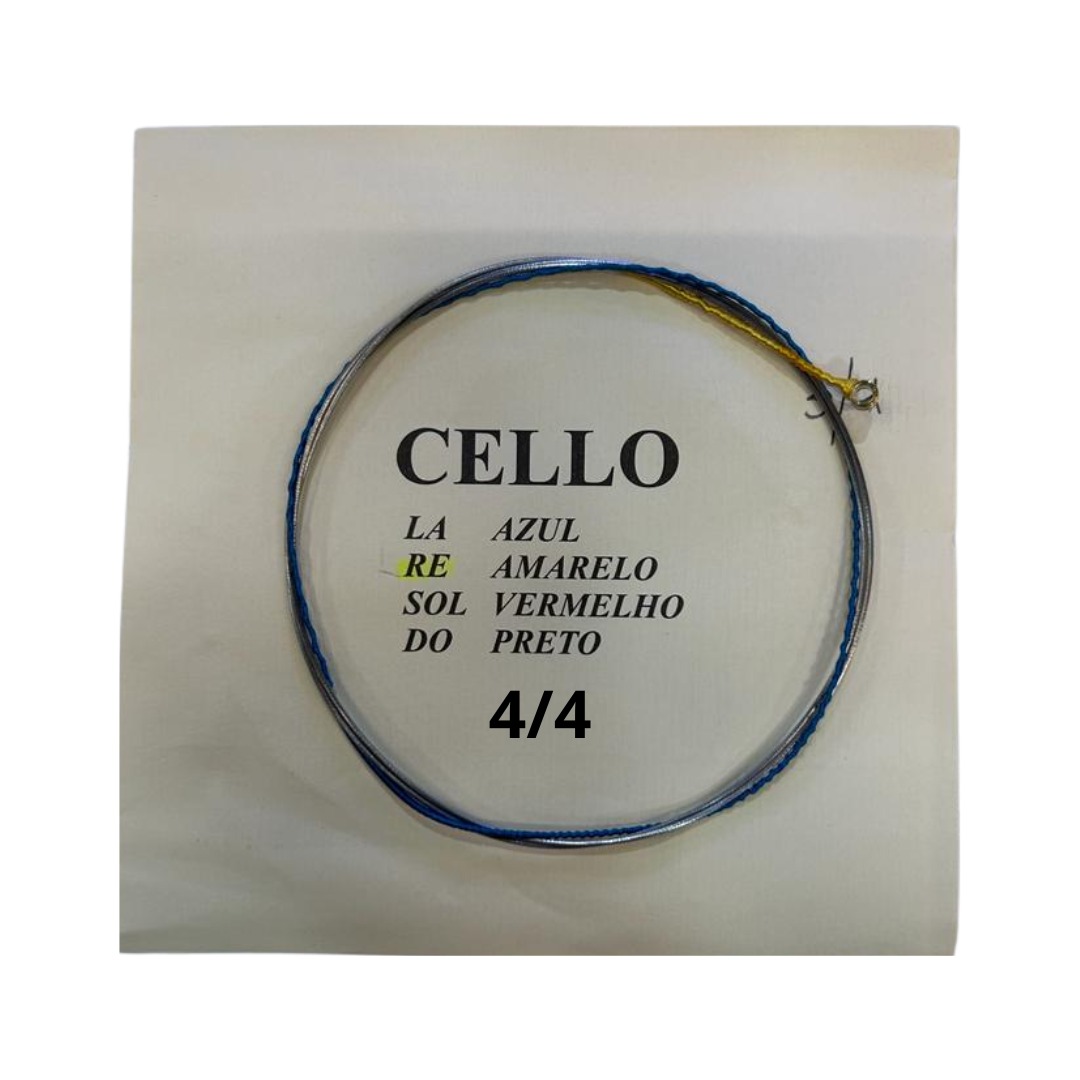 CELLO
LA AZUL
RE AMARELO
SOL VERMELHO
DO PRETO
4/4